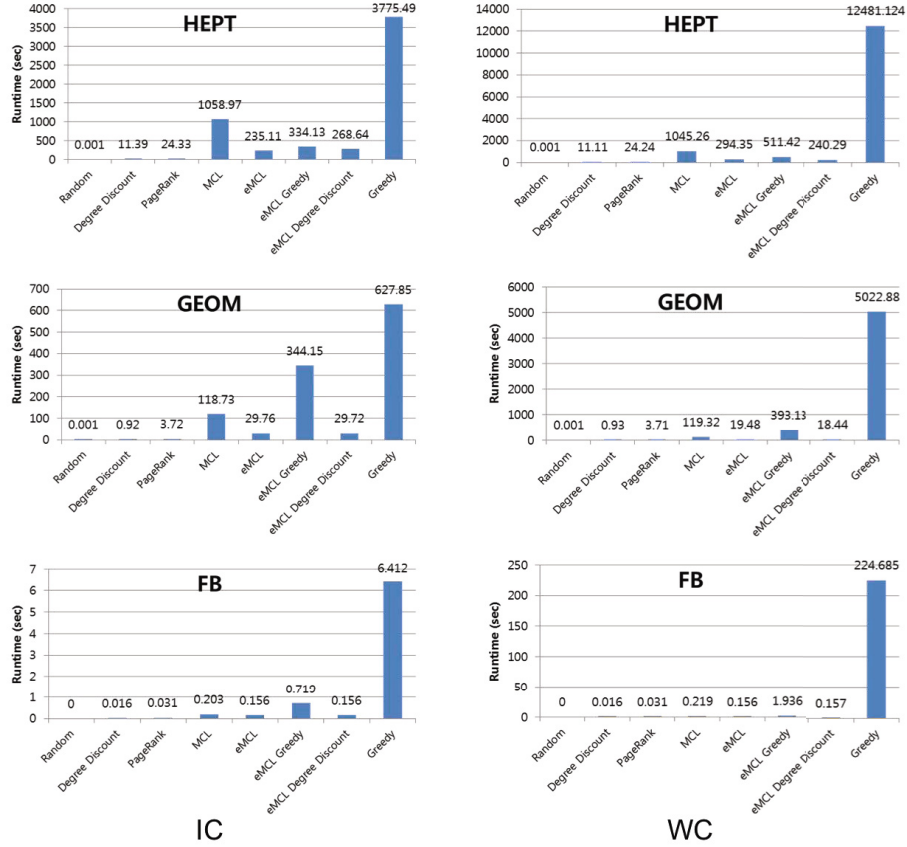 HEPT
Runtime (sec)
4000
3500
3000
2500
2000
1500
1000
500
0
0.001
11.39
24.33
1058.97
235.11
334.13
268.64
3775.49
Random
Degree Discount
PageRank
MCL
eMCL
eMCL Greedy
eMCL Degree Discount
Greedy
HEPT
Runtime (sec)
14000
12000
10000
8000
6000
4000
2000
0
0.001
11.11
24.24
1045.26
294.35
511.42
240.29
12481.124
Random
Degree Discount
PageRank
MCL
eMCL
eMCL Greedy
eMCL Degree Discount
Greedy
GEOM
Runtime (sec)
700
600
500
400
300
200
100
0
0.001
0.92
3.72
118.73
29.76
344.15
29.72
627.85
Random
Degree Discount
PageRank
MCL
eMCL
eMCL Greedy
eMCL Degree Discount
Greedy
GEOM
Runtime (sec)
6000
5000
4000
3000
2000
1000
0
0.001
0.93
3.71
119.32
19.48
393.13
18.44
5022.88
Random
Degree Discount
PageRank
MCL
eMCL
eMCL Greedy
eMCL Degree Discount
Greedy
FB
Runtime (sec)
7
6
5
4
3
2
1
0
0
0.016
0.031
0.203
0.156
0.719
0.156
6.412
Random
Degree Discount
PageRank
MCL
eMCL
eMCL Greedy
eMCL Degree Discount
Greedy
FB
Runtime (sec)
250
200
150
100
50
0
0
0.016
0.031
0.219
0.156
1.936
0.157
224.685
Random
Degree Discount
PageRank
MCL
eMCL
eMCL Greedy
eMCL Degree Discount
Greedy
IC
WC